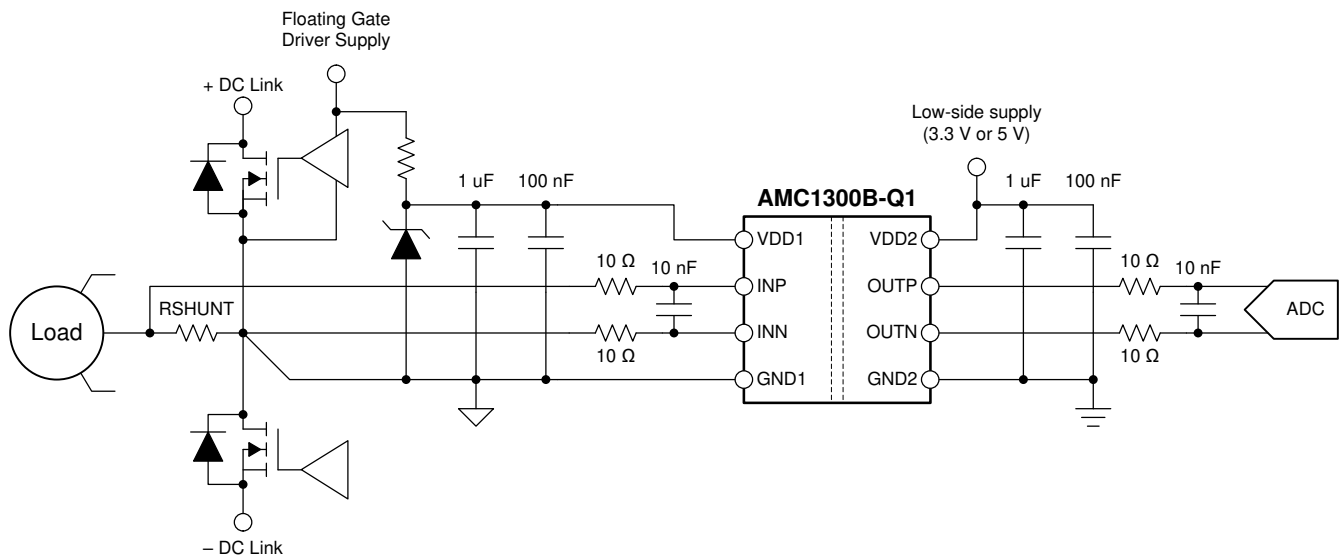 Floating Gate
Driver Supply
+ DC Link
Low-side supply
(3.3 V or 5 V)
1 uF
100 nF
1 uF
100 nF
AMC1300B-Q1
VDD1
VDD2
10 Ω
10 nF
INP
OUTP
10 Ω
10 nF
RSHUNT
Load
INN
OUTN
ADC
10 Ω
10 Ω
GND1
GND2
– DC Link